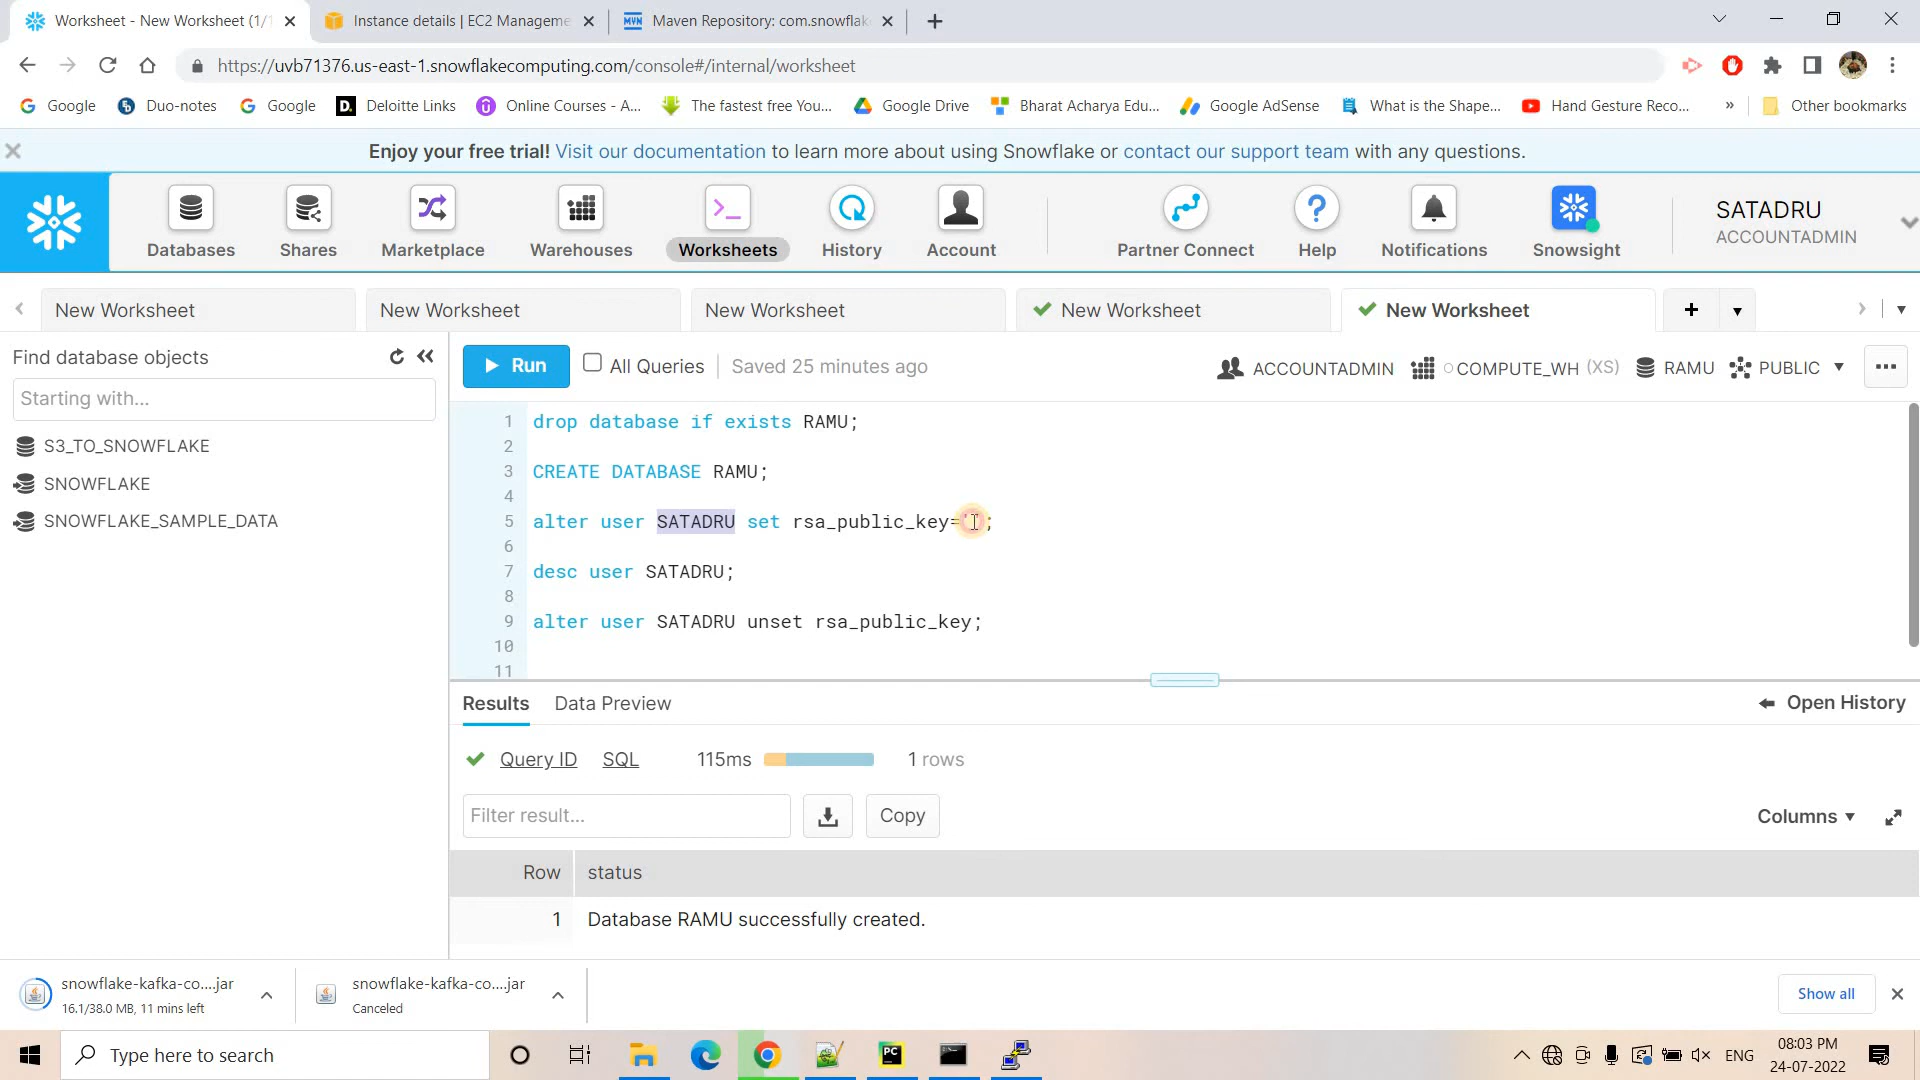 Worksheet - New Worksheet (1/1
Instance details | EC2 Manageme
MVN
Maven Repository: com.snowflak
https://uvb71376.us-east-1.snowflakecomputing.com/console#/internal/worksheet
Google
Duo-notes
Google
D.
Deloitte Links
Online Courses - A...
The fastest free You...
Google Drive
Bharat Acharya Edu...
Google AdSense
What is the Shape...
Hand Gesture Reco...
»
Other bookmarks
Enjoy your free trial! Visit our documentation to learn more about using Snowflake or contact our support team with any questions.
Databases
Shares
Marketplace
Warehouses
Worksheets
History
Account
Partner Connect
Help
Notifications
Snowsight
SATADRU
ACCOUNTADMIN
New Worksheet
New Worksheet
New Worksheet
New Worksheet
New Worksheet
Find database objects
Starting with...
S3_TO_SNOWFLAKE
SNOWFLAKE
SNOWFLAKE_SAMPLE_DATA
Run
All Queries
Saved 25 minutes ago
ACCOUNTADMIN
COMPUTE_WH (XS)
RAMU
PUBLIC
1 drop database if exists RAMU;
2
3 CREATE DATABASE RAMU;
4
5 alter user SATADRU set rsa_public_key='';
6
7 desc user SATADRU;
8
9 alter user SATADRU unset rsa_public_key;
10
11
Results
Data Preview
Open History
Query ID
SQL
115ms
1 rows
Filter result...
Copy
Columns
Row status
1 Database RAMU successfully created.
snowflake-kafka-co....jar
16.1/38.0 MB, 11 mins left
snowflake-kafka-co....jar
Canceled
Show all
Type here to search
PC
ENG
08:03 PM
24-07-2022